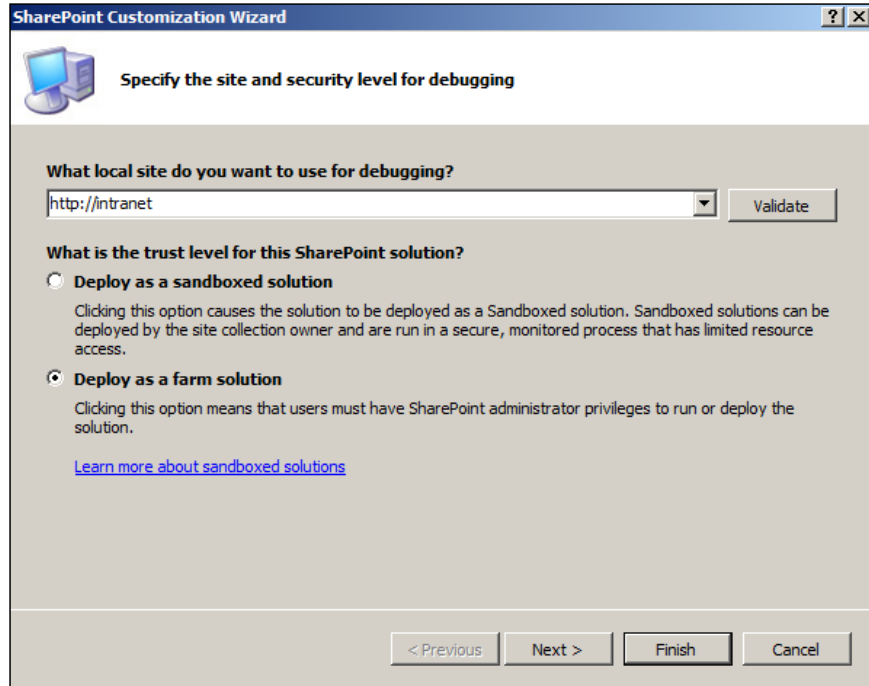 SharePoint Customization Wizard
Specify the site and security level for debugging
What local site do you want to use for debugging?
http://intranet
Validate
What is the trust level for this SharePoint solution?
Deploy as a sandboxed solution
Clicking this option causes the solution to be deployed as a Sandboxed solution. Sandboxed solutions can be
deployed by the site collection owner and are run in a secure, monitored process that has limited resource
access.
Deploy as a farm solution
Clicking this option means that users must have SharePoint administrator privileges to run or deploy the
solution.
Learn more about sandboxed solutions
< Previous
Next >
Finish
Cancel